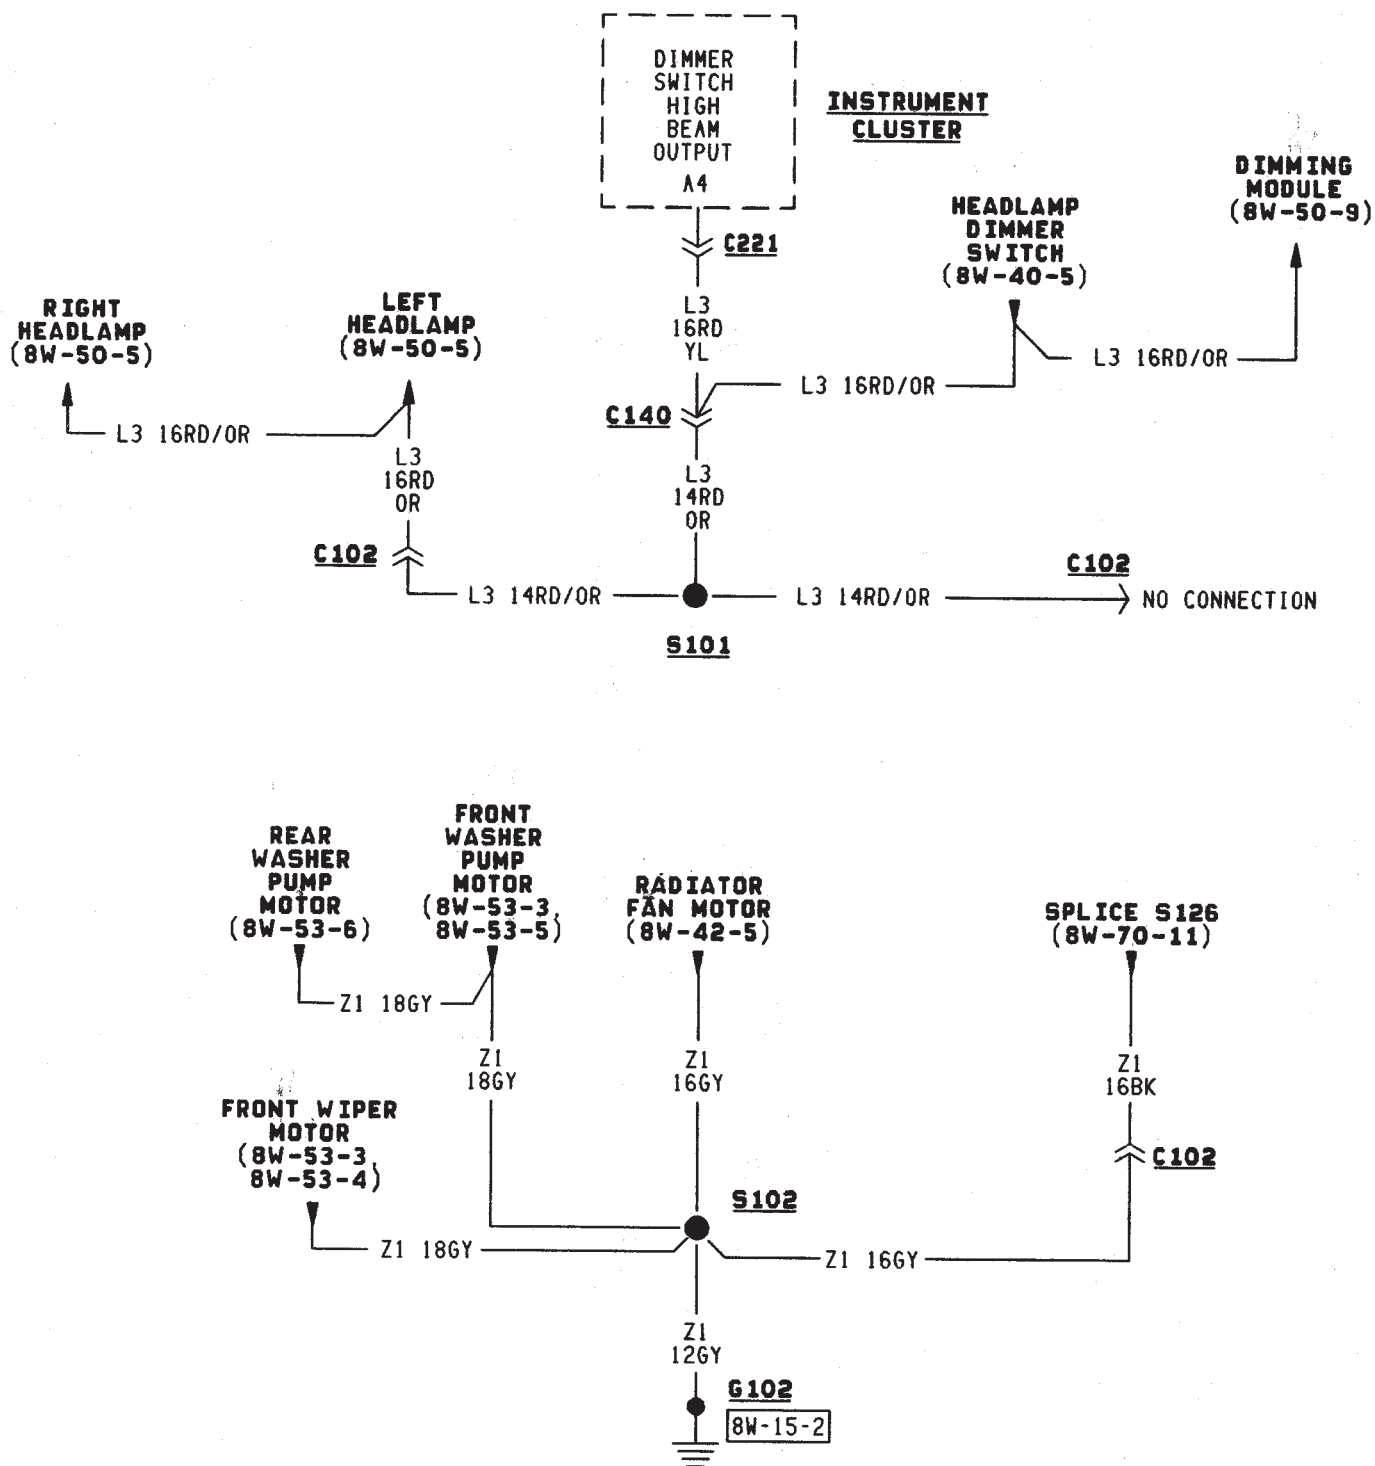 DIMMER
SWITCH
HIGH
BEAM
OUTPUT
A4
INSTRUMENT
CLUSTER
C221
DIMMING
MODULE
(8W-50-9)
HEADLAMP
DIMMER
SWITCH
(8W-40-5)
RIGHT
HEADLAMP
(8W-50-5)
LEFT
HEADLAMP
(8W-50-5)
L3
16RD
YL
L3 16RD/OR
L3 16RD/OR
C140
L3 16RD/OR
L3
16RD
OR
L3
14RD
OR
C102
L3 14RD/OR
L3 14RD/OR
C102
NO CONNECTION
S101
REAR
WASHER
PUMP
MOTOR
(8W-53-6)
FRONT
WASHER
PUMP
MOTOR
(8W-53-3,
8W-53-5)
RADIATOR
FAN MOTOR
(8W-42-5)
SPLICE S126
(8W-70-11)
Z1 18GY
Z1
18GY
Z1
16GY
Z1
16BK
FRONT WIPER
MOTOR
(8W-53-3,
8W-53-4)
C102
S102
Z1 18GY
Z1 16GY
Z1
12GY
G102
8W-15-2